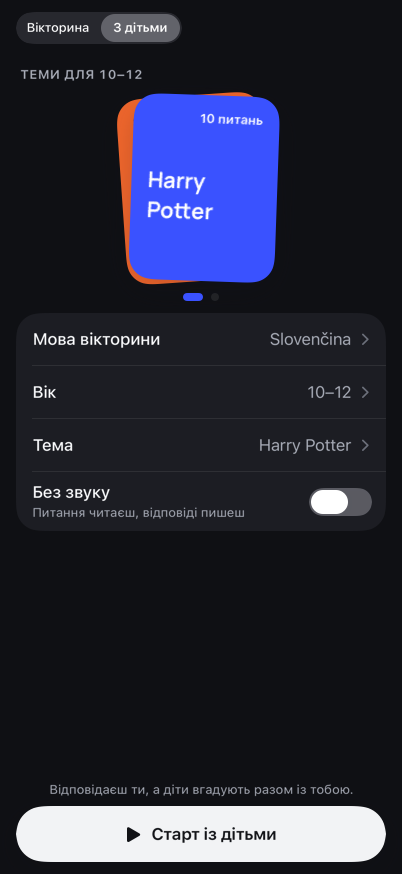 Вікторина
З дітьми
ТЕМИ ДЛЯ 10–12
10 питань
Harry
Potter
Мова вікторини
Slovenčina
Вік
10–12
Тема
Harry Potter
Без звуку
Питання читаєш, відповіді пишеш
Відповідаєш ти, а діти вгадують разом із тобою.
Старт із дітьми